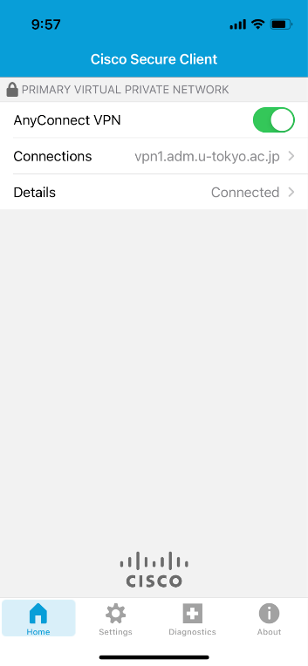 9:57
Cisco Secure Client
PRIMARY VIRTUAL PRIVATE NETWORK
AnyConnect VPN
Connections vpn1.adm.u-tokyo.ac.jp
Details Connected
CISCO
Home Settings Diagnostics About